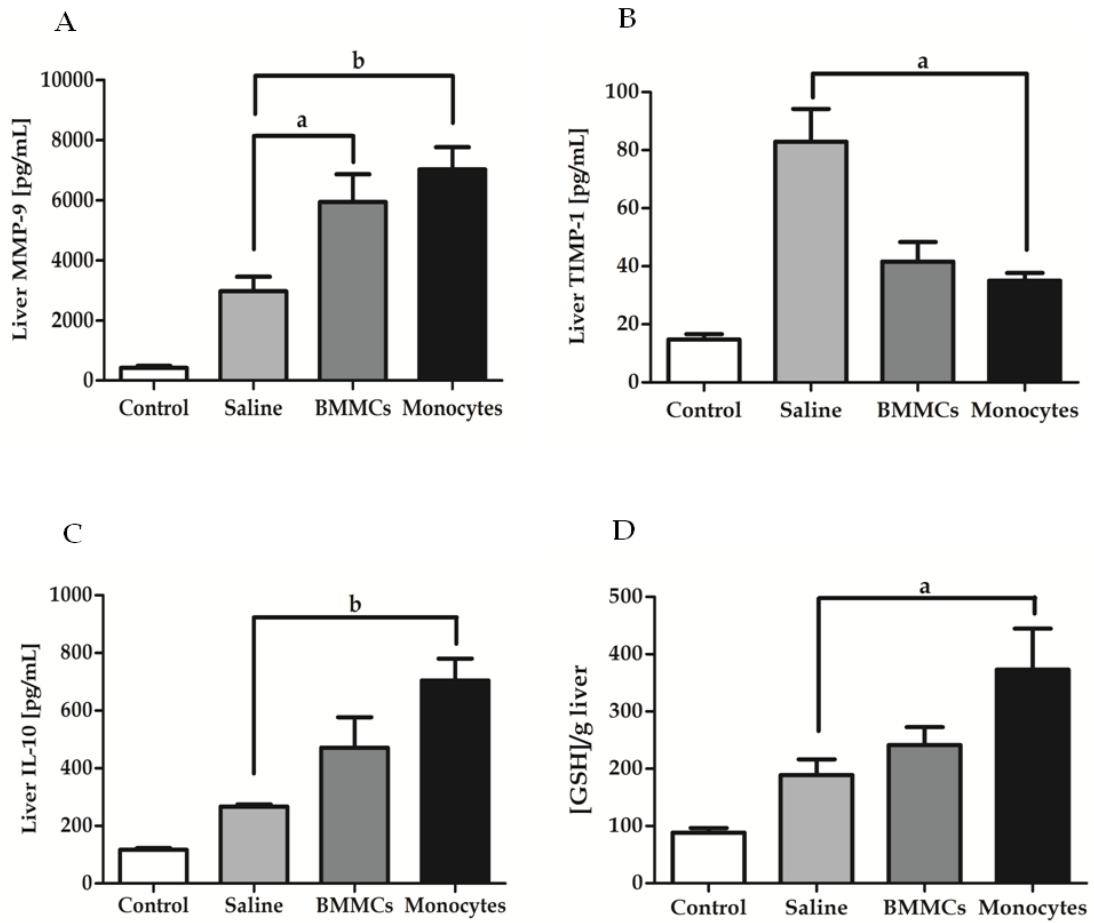 A
Liver MMP-9 [pg/mL]
10000
8000
6000
4000
2000
0
b
a
Control Saline BMMCs Monocytes
B
Liver TIMP-1 [pg/mL]
100
80
60
40
20
0
a
Control Saline BMMCs Monocytes
C
Liver IL-10 [pg/mL]
1000
800
600
400
200
0
b
Control Saline BMMCs Monocytes
D
[GSH]/g liver
500
400
300
200
100
0
a
Control Saline BMMCs Monocytes